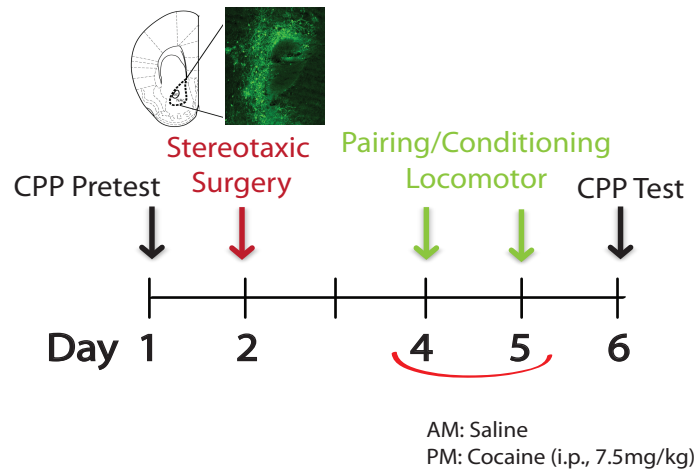 Stereotaxic
Surgery
Pairing/Conditioning
Locomotor
CPP Pretest
CPP Test
Day 1 2 4 5 6
AM: Saline
PM: Cocaine (i.p., 7.5mg/kg)